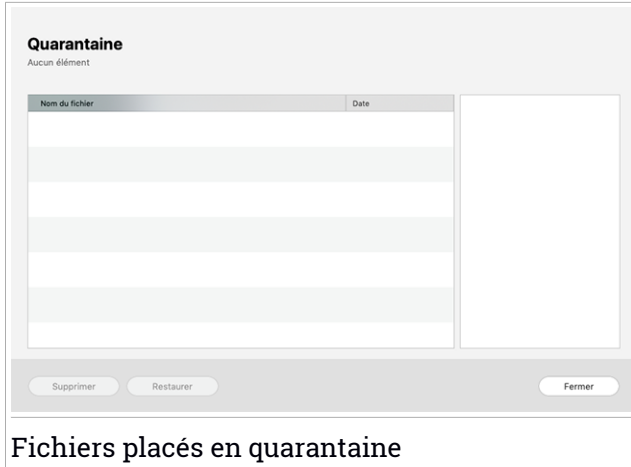 Quarantaine
Aucun élément
Nom du fichier Date
Supprimer Restaurer Fermer
Fichiers placés en quarantaine